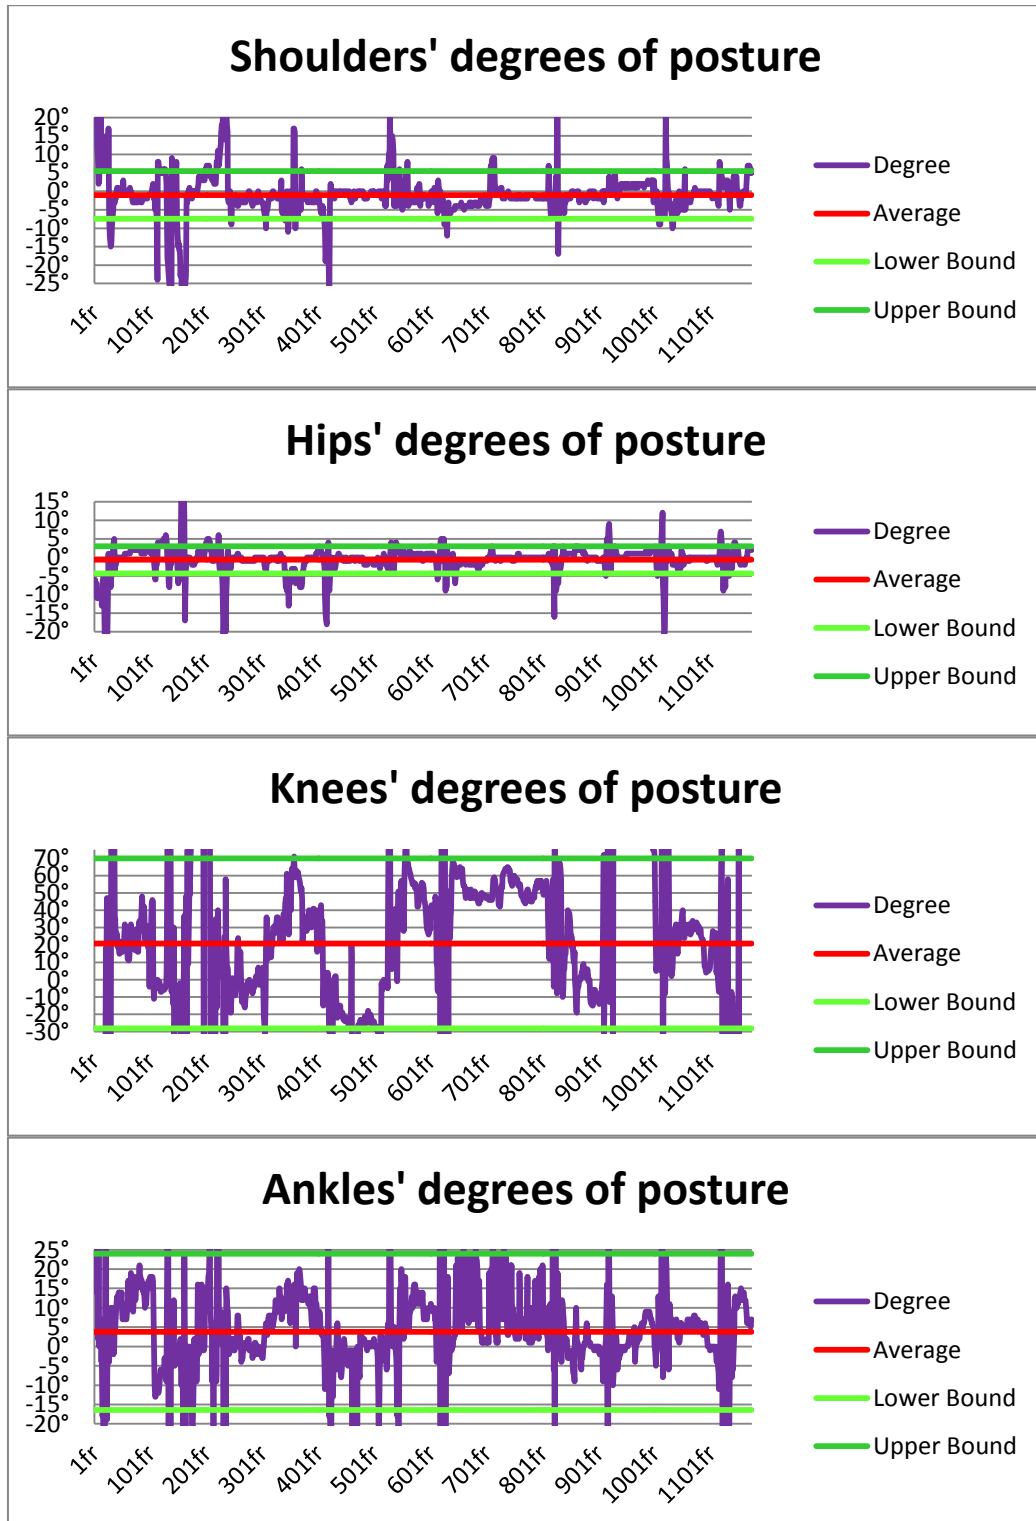 Shoulders' degrees of posture
20°
15°
10°
5°
0°
-5°
-10°
-15°
-20°
-25°
1fr
101fr
201fr
301fr
401fr
501fr
601fr
701fr
801fr
901fr
1001fr
1101fr
Degree
Average
Lower Bound
Upper Bound
Hips' degrees of posture
15°
10°
5°
0°
-5°
-10°
-15°
-20°
1fr
101fr
201fr
301fr
401fr
501fr
601fr
701fr
801fr
901fr
1001fr
1101fr
Degree
Average
Lower Bound
Upper Bound
Knees' degrees of posture
70°
60°
50°
40°
30°
20°
10°
0°
-10°
-20°
-30°
1fr
101fr
201fr
301fr
401fr
501fr
601fr
701fr
801fr
901fr
1001fr
1101fr
Degree
Average
Lower Bound
Upper Bound
Ankles' degrees of posture
25°
20°
15°
10°
5°
0°
-5°
-10°
-15°
-20°
1fr
101fr
201fr
301fr
401fr
501fr
601fr
701fr
801fr
901fr
1001fr
1101fr
Degree
Average
Lower Bound
Upper Bound